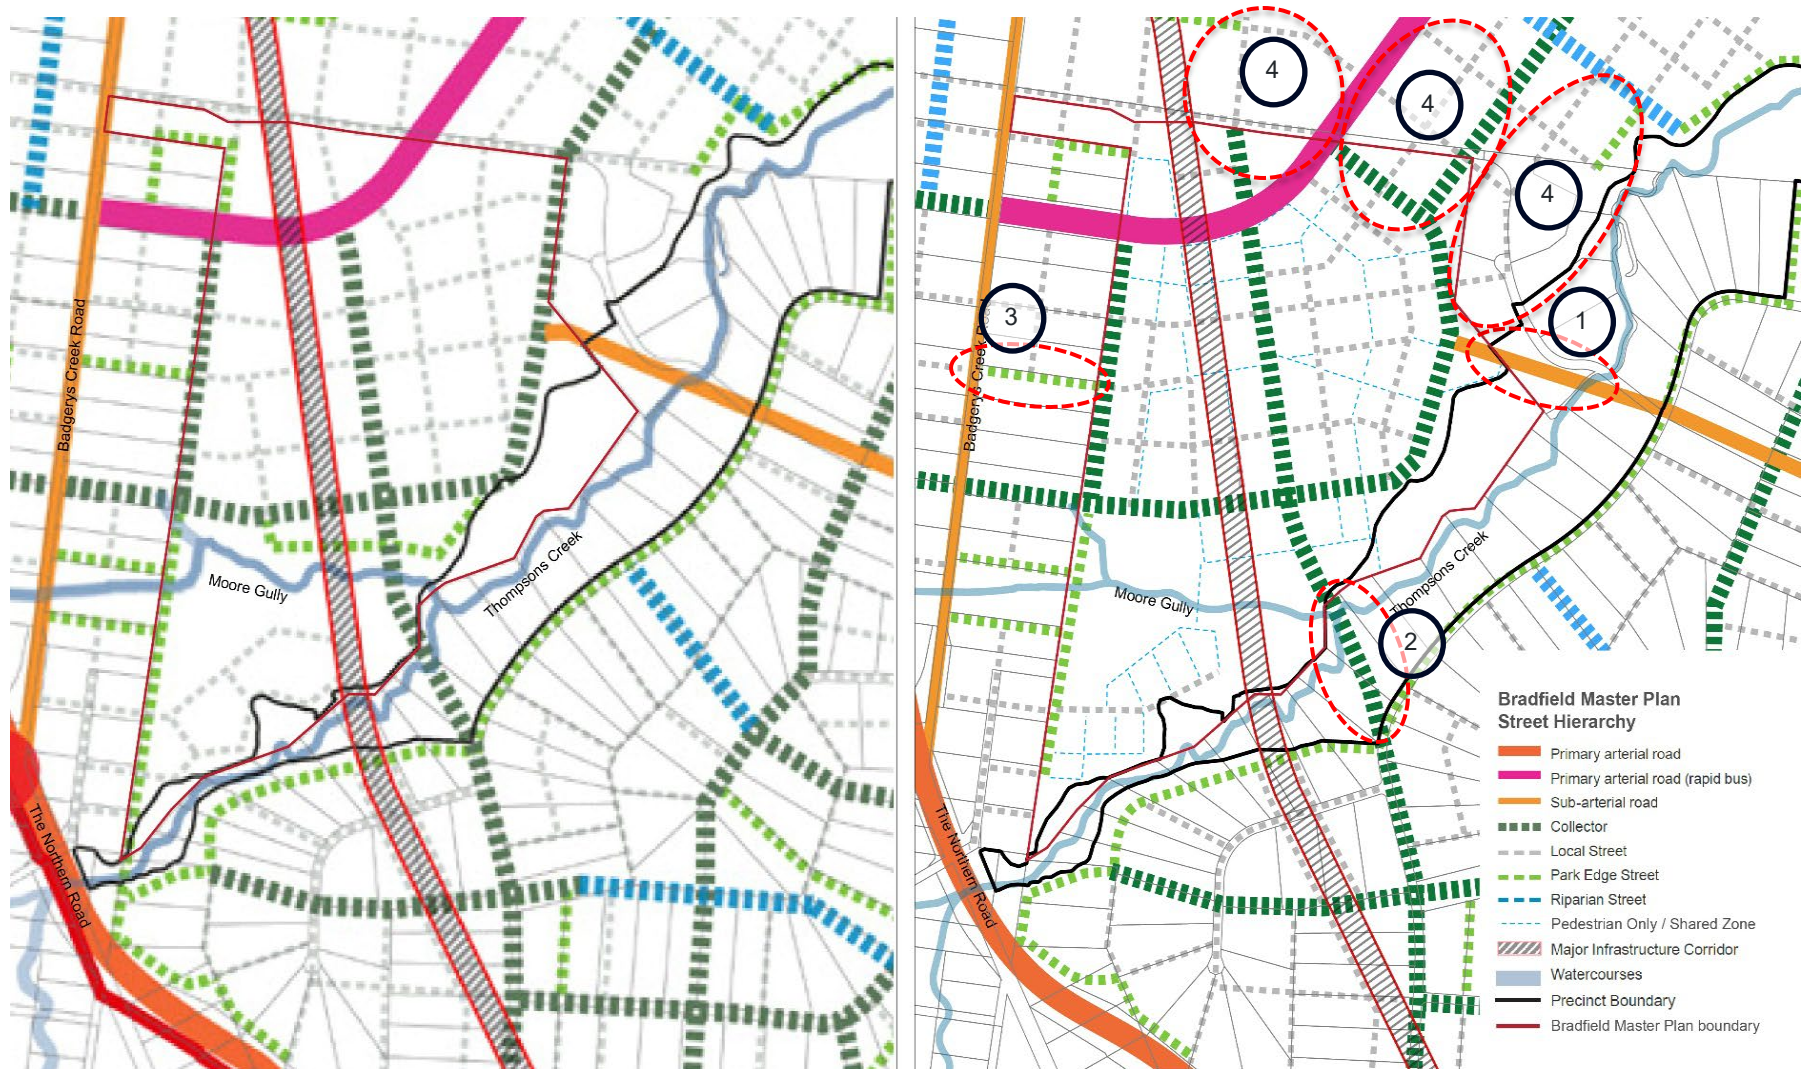 Badgerys Creek Road
Moore Gully
Thompsons Creek
The Northern Road
4
4
4
3
1
Badgerys Creek Road
Moore Gully
Thompsons Creek
2
The Northern Road
Bradfield Master Plan
Street Hierarchy
Primary arterial road
Primary arterial road (rapid bus)
Sub-arterial road
Collector
Local Street
Park Edge Street
Riparian Street
Pedestrian Only / Shared Zone
Major Infrastructure Corridor
Watercourses
Precinct Boundary
Bradfield Master Plan boundary